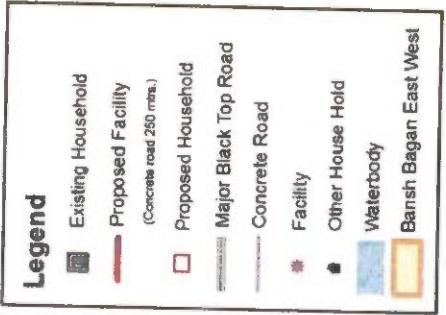 Legend
Existing Household
Proposed Facility
(Concrete road 250 mtrs.)
Proposed Household
Major Black Top Road
Concrete Road
Facility
Other House Hold
Waterbody
Bansh Bagan East West